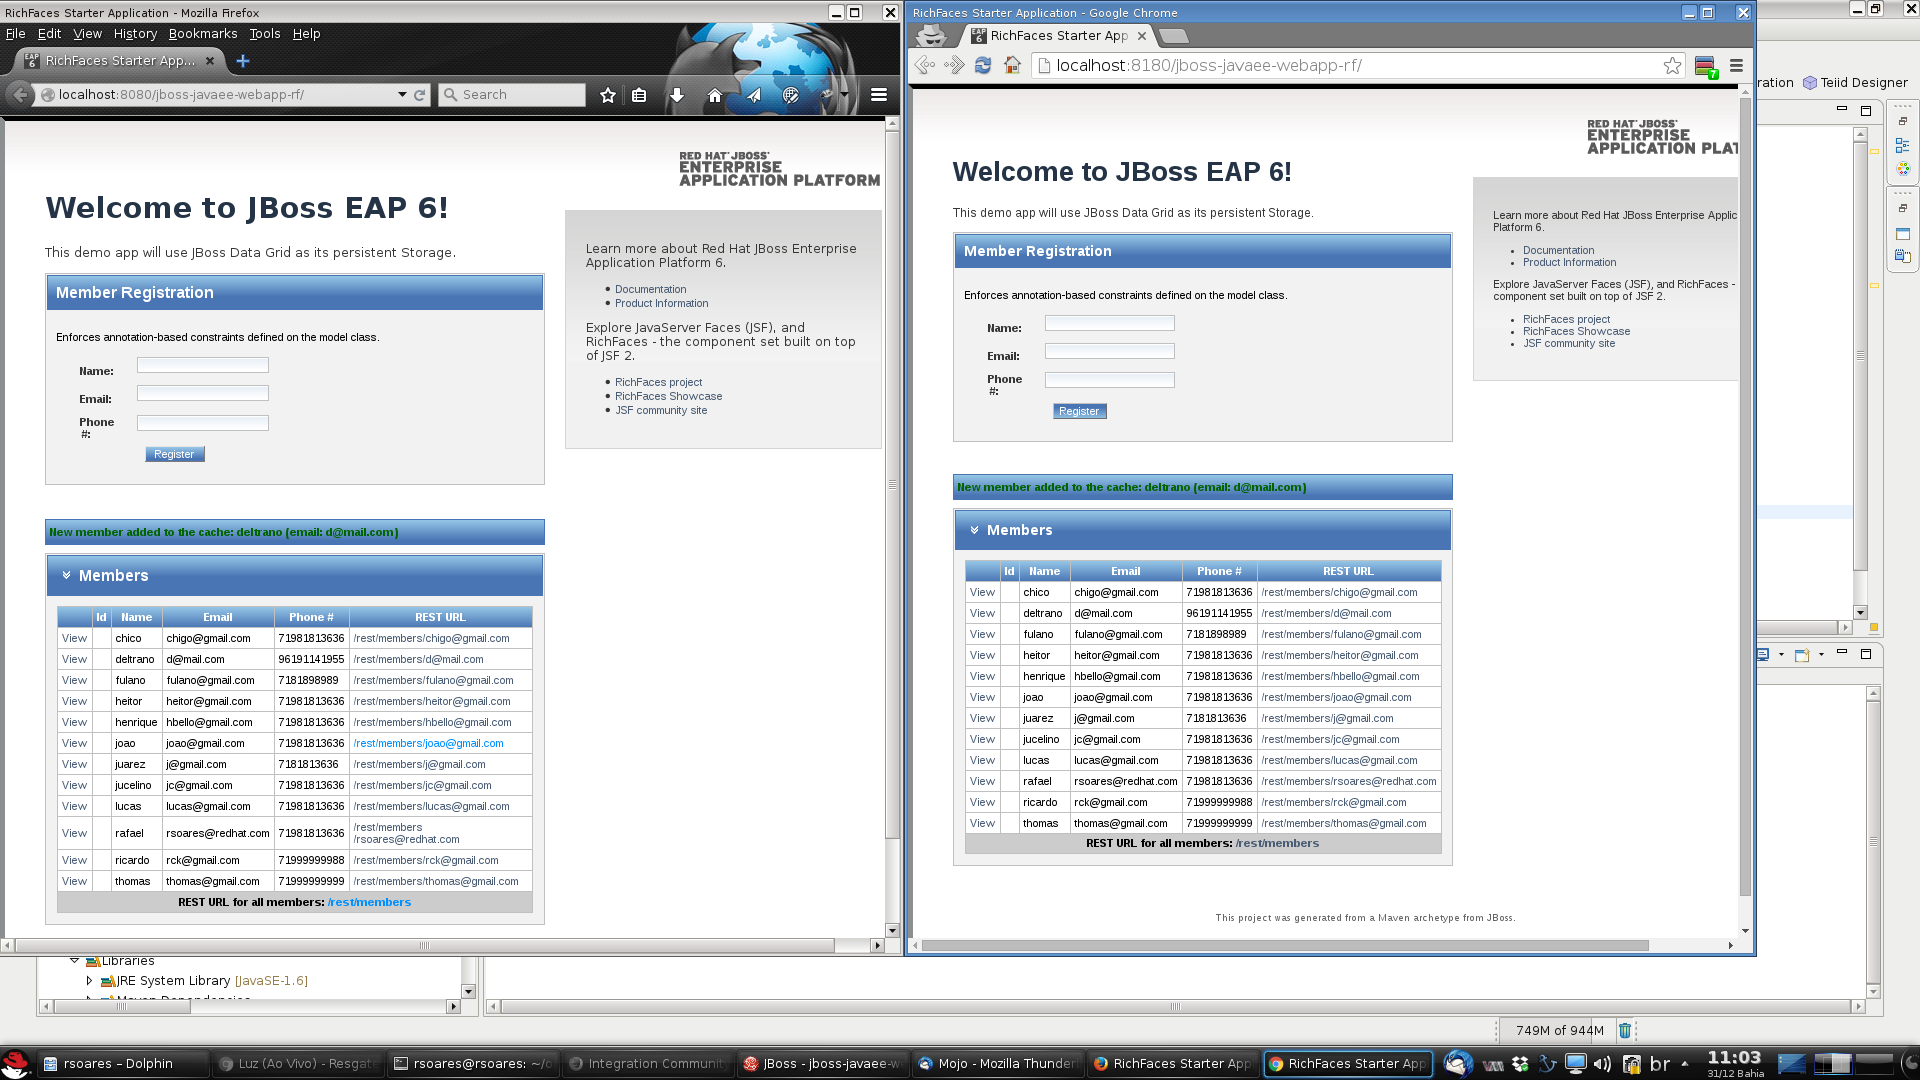 RichFaces Starter Application - Mozilla Firefox
File Edit View History Bookmarks Tools Help
EAP 6 RichFaces Starter App...
localhost:8080/jboss-javaee-webapp-rf/
Search
RED HAT JBOSS
ENTERPRISE
APPLICATION PLATFORM
Welcome to JBoss EAP 6!
This demo app will use JBoss Data Grid as its persistent Storage.
Member Registration
Enforces annotation-based constraints defined on the model class.
Name:
Email:
Phone
#:
Register
Learn more about Red Hat JBoss Enterprise
Application Platform 6.
Documentation
Product Information
Explore JavaServer Faces (JSF), and
RichFaces - the component set built on top
of JSF 2.
RichFaces project
RichFaces Showcase
JSF community site
New member added to the cache: deltrano (email: d@mail.com)
Members
Id Name Email Phone # REST URL
View chico chigo@gmail.com 71981813636 /rest/members/chigo@gmail.com
View deltrano d@mail.com 96191141955 /rest/members/d@mail.com
View fulano fulano@gmail.com 7181898989 /rest/members/fulano@gmail.com
View heitor heitor@gmail.com 71981813636 /rest/members/heitor@gmail.com
View henrique hbello@gmail.com 71981813636 /rest/members/hbello@gmail.com
View joao joao@gmail.com 71981813636 /rest/members/joao@gmail.com
View juarez j@gmail.com 7181813636 /rest/members/j@gmail.com
View jucelino jc@gmail.com 71981813636 /rest/members/jc@gmail.com
View lucas lucas@gmail.com 71981813636 /rest/members/lucas@gmail.com
View rafael rsoares@redhat.com 71981813636 /rest/members
/rsoares@redhat.com
View ricardo rck@gmail.com 71999999988 /rest/members/rck@gmail.com
View thomas thomas@gmail.com 71999999999 /rest/members/thomas@gmail.com
REST URL for all members: /rest/members
RichFaces Starter Application - Google Chrome
EAP 6 RichFaces Starter App
localhost:8180/jboss-javaee-webapp-rf/
7
RED HAT JBOSS
ENTERPRISE
APPLICATION PLAT
Welcome to JBoss EAP 6!
This demo app will use JBoss Data Grid as its persistent Storage.
Member Registration
Enforces annotation-based constraints defined on the model class.
Name:
Email:
Phone
#:
Register
Learn more about Red Hat JBoss Enterprise Applic
Platform 6.
Documentation
Product Information
Explore JavaServer Faces (JSF), and RichFaces -
component set built on top of JSF 2.
RichFaces project
RichFaces Showcase
JSF community site
New member added to the cache: deltrano (email: d@mail.com)
Members
Id Name Email Phone # REST URL
View chico chigo@gmail.com 71981813636 /rest/members/chigo@gmail.com
View deltrano d@mail.com 96191141955 /rest/members/d@mail.com
View fulano fulano@gmail.com 7181898989 /rest/members/fulano@gmail.com
View heitor heitor@gmail.com 71981813636 /rest/members/heitor@gmail.com
View henrique hbello@gmail.com 71981813636 /rest/members/hbello@gmail.com
View joao joao@gmail.com 71981813636 /rest/members/joao@gmail.com
View juarez j@gmail.com 7181813636 /rest/members/j@gmail.com
View jucelino jc@gmail.com 71981813636 /rest/members/jc@gmail.com
View lucas lucas@gmail.com 71981813636 /rest/members/lucas@gmail.com
View rafael rsoares@redhat.com 71981813636 /rest/members/rsoares@redhat.com
View ricardo rck@gmail.com 71999999988 /rest/members/rck@gmail.com
View thomas thomas@gmail.com 71999999999 /rest/members/thomas@gmail.com
REST URL for all members: /rest/members
This project was generated from a Maven archetype from JBoss.
ration Teiid Designer
Libraries
JRE System Library [JavaSE-1.6]
Maven Dependencies
749M of 944M
rsoares – Dolphin
Luz (Ao Vivo) - Resgat
rsoares@rsoares: ~/o
Integration Communit
JBoss - jboss-javaee-w
Mojo - Mozilla Thunder
RichFaces Starter App
RichFaces Starter App
br
11:03
31/12 Bahia